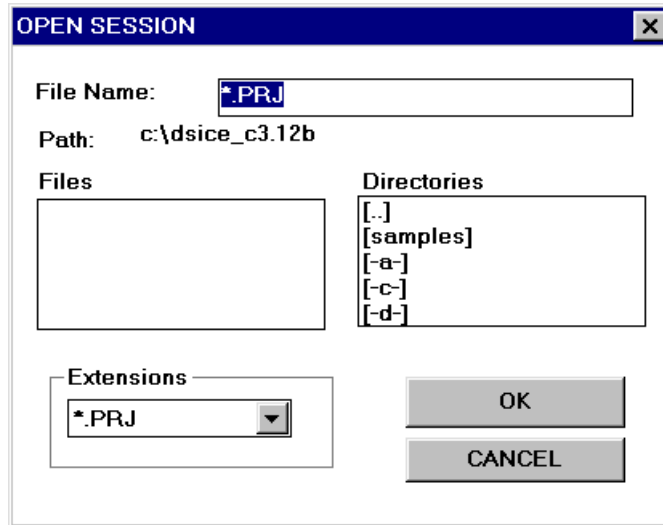 OPEN SESSION
File Name: *.PRJ
Path: c:\dsice_c3.12b
Files
Directories
[..]
[samples]
[-a-]
[-c-]
[-d-]
Extensions
*.PRJ
OK
CANCEL